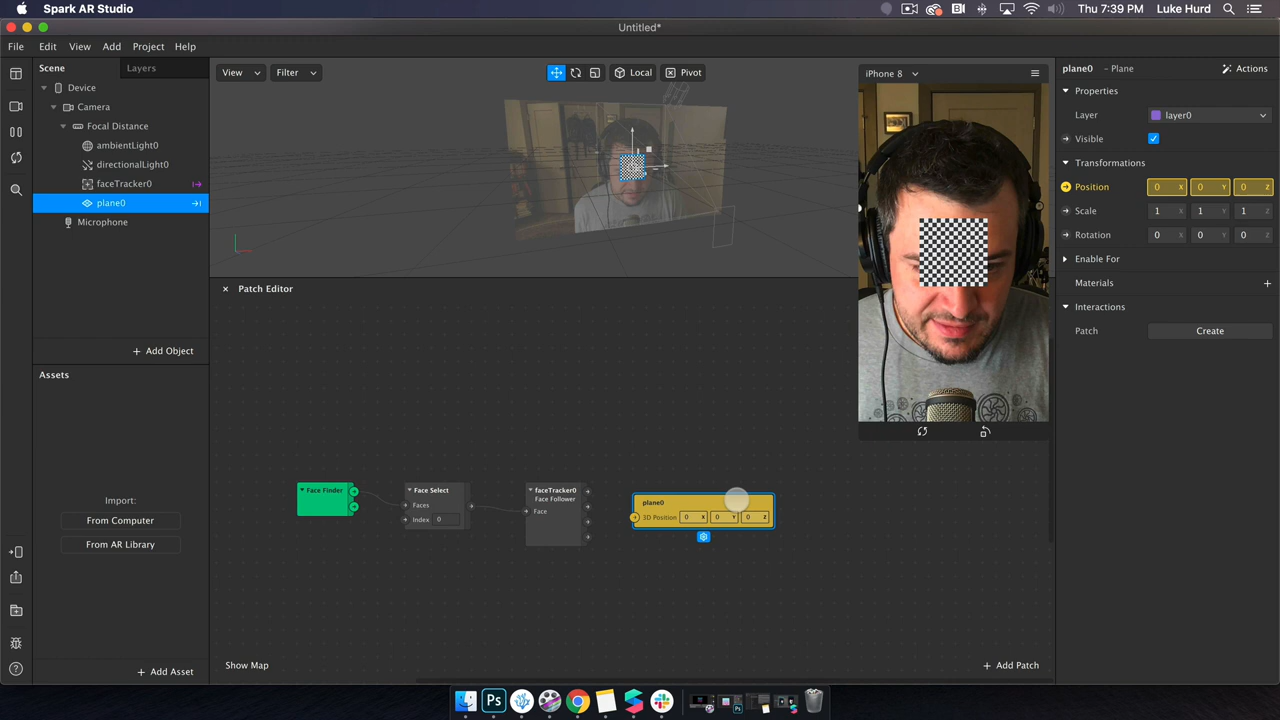 Spark AR Studio
Thu 7:39 PM Luke Hurd
Untitled*
File Edit View Add Project Help
Scene
Layers
Device
Camera
Focal Distance
ambientLight0
directionalLight0
faceTracker0
plane0
Microphone
+ Add Object
Assets
Import:
From Computer
From AR Library
+ Add Asset
View
Filter
Local
Pivot
× Patch Editor
Face Finder
Face Select
Faces
Index 0
faceTracker0
Face Follower
Face
plane0
3D Position 0 X 0 Y 0 Z
Show Map
+ Add Patch
iPhone 8
plane0 - Plane
Actions
Properties
Layer layer0
Visible
Transformations
Position 0 X 0 Y 0 Z
Scale 1 X 1 Y 1 Z
Rotation 0 X 0 Y 0 Z
Enable For
Materials +
Interactions
Patch Create
Ps